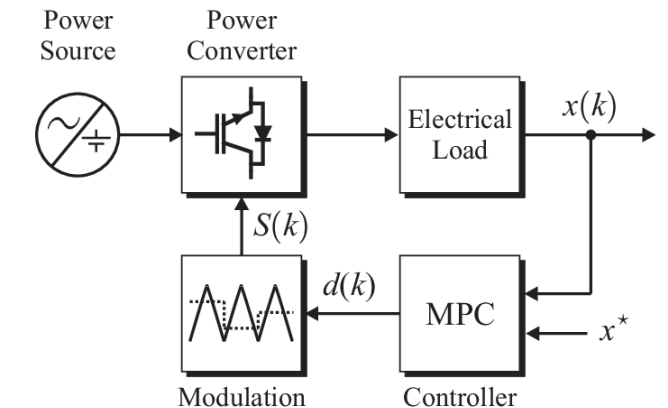 Power
Source
Power
Converter
Electrical
Load
x(k)
S(k)
d(k)
MPC
x*
Modulation
Controller